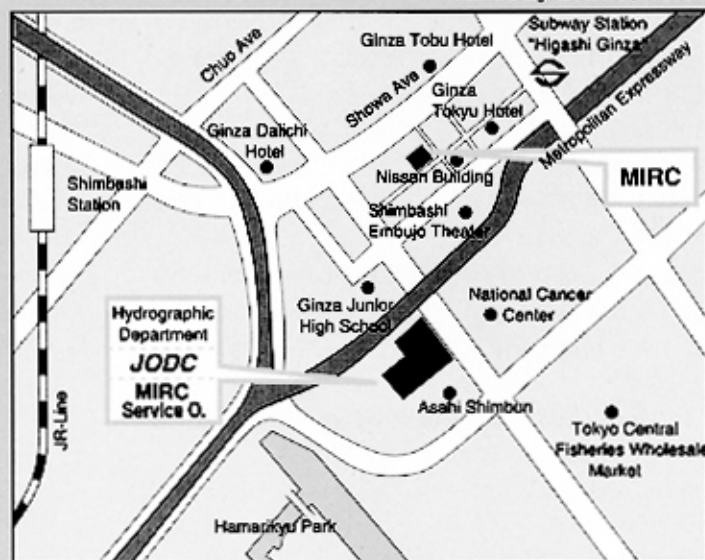 Subway Station
"Higashi Ginza"
Chuo Ave
Ginza Tobu Hotel
Showa Ave
Ginza
Tokyu Hotel
Metropolitan Expressway
Ginza Daiichi
Hotel
Nissan Building
MIRC
Shimbashi
Station
Shimbashi
Embujo Theater
Ginza Junior
High School
National Cancer
Center
Hydrographic
Department
JODC
MIRC
Service O.
Asahi Shimbun
Tokyo Central
Fisheries Wholesale
Market
JR-Line
Hamarikyu Park